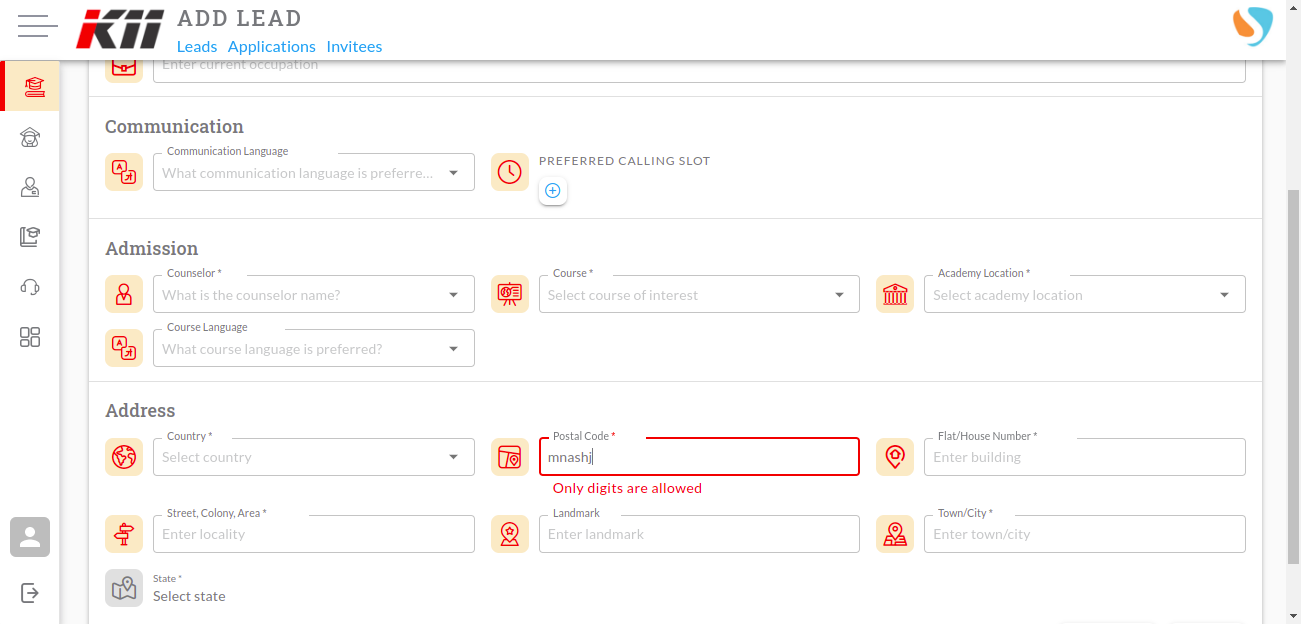 KII
ADD LEAD
Leads Applications Invitees
Enter current occupation
Communication
Communication Language
What communication language is preferre...
PREFERRED CALLING SLOT
Admission
Counselor *
What is the counselor name?
Course *
Select course of interest
Academy Location *
Select academy location
Course Language
What course language is preferred?
Address
Country *
Select country
Postal Code *
mnashj
Only digits are allowed
Flat/House Number *
Enter building
Street, Colony, Area *
Enter locality
Landmark
Enter landmark
Town/City *
Enter town/city
State *
Select state